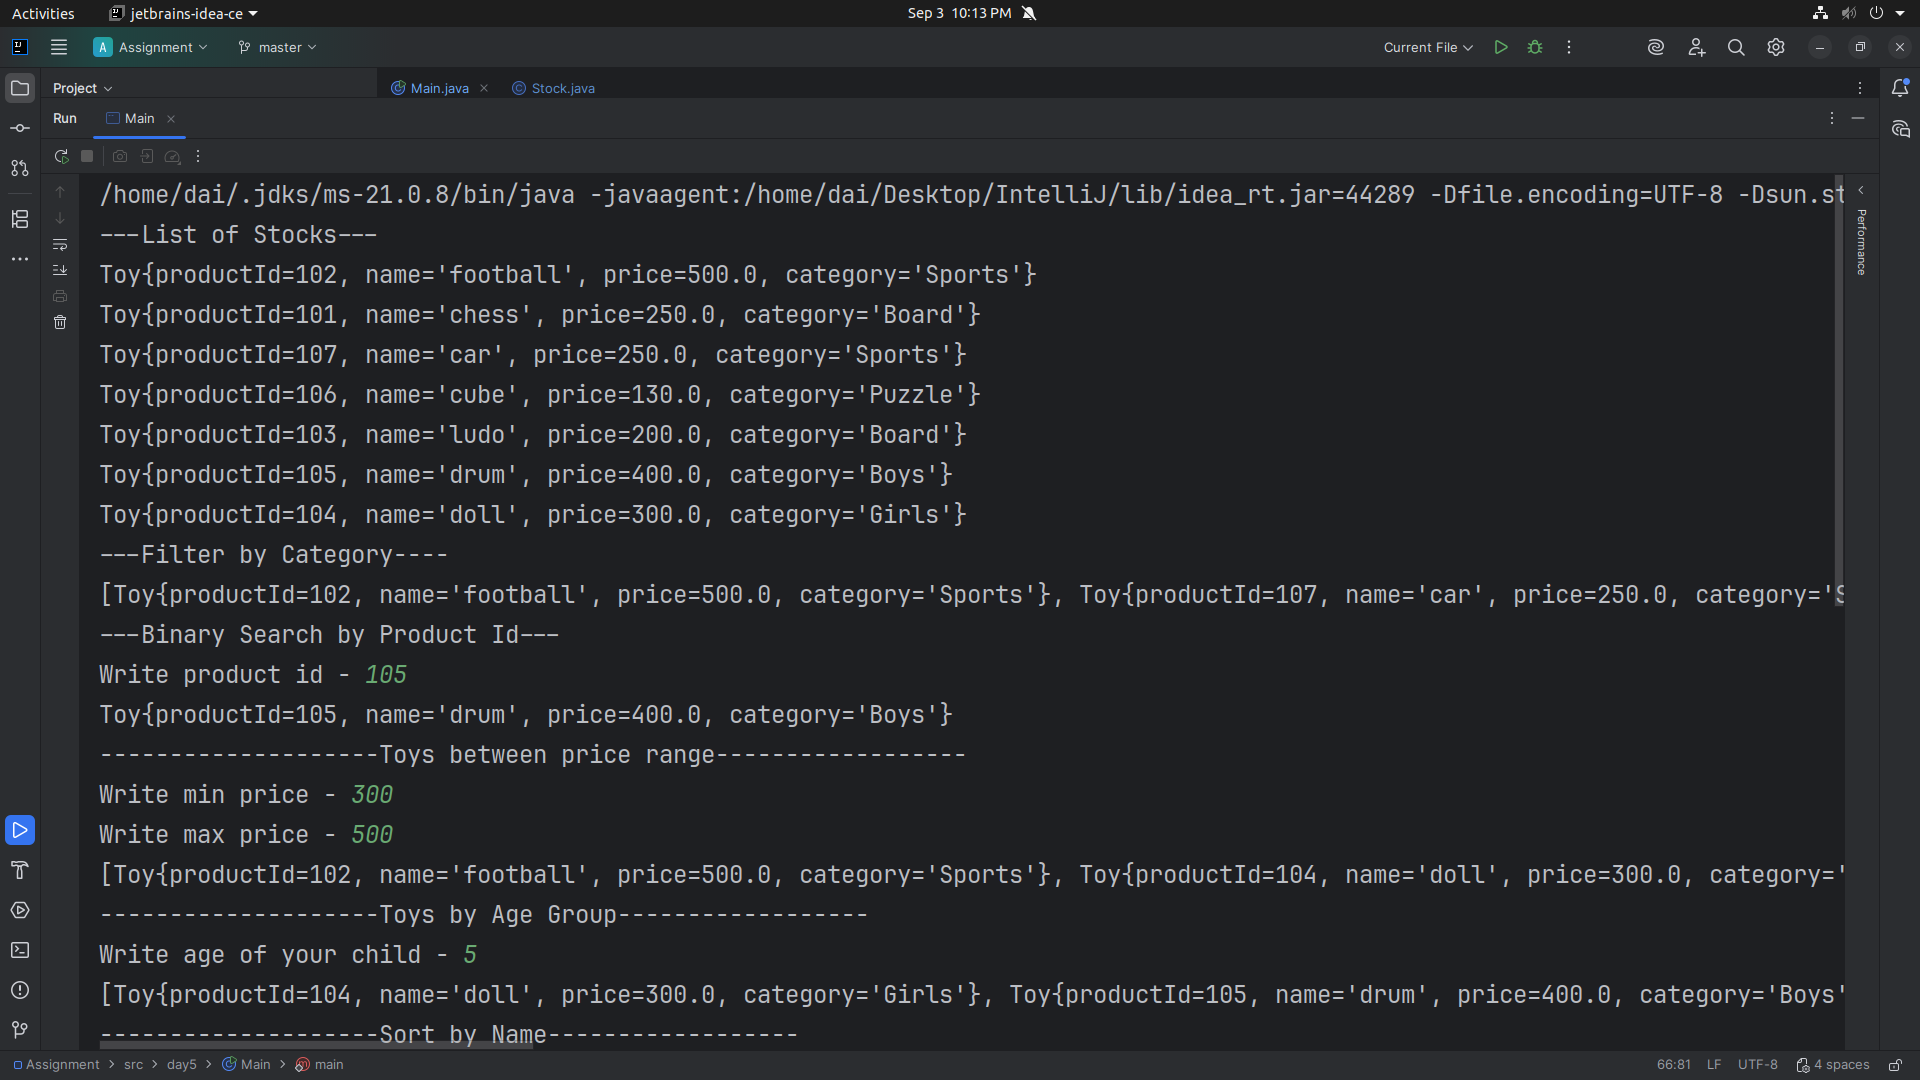 Activities jetbrains-idea-ce Sep 3 10:13 PM
A Assignment master Current File
Project Main.java Stock.java
Run Main
/home/dai/.jdks/ms-21.0.8/bin/java -javaagent:/home/dai/Desktop/IntelliJ/lib/idea_rt.jar=44289 -Dfile.encoding=UTF-8 -Dsun.st
---List of Stocks---
Toy{productId=102, name='football', price=500.0, category='Sports'}
Toy{productId=101, name='chess', price=250.0, category='Board'}
Toy{productId=107, name='car', price=250.0, category='Sports'}
Toy{productId=106, name='cube', price=130.0, category='Puzzle'}
Toy{productId=103, name='ludo', price=200.0, category='Board'}
Toy{productId=105, name='drum', price=400.0, category='Boys'}
Toy{productId=104, name='doll', price=300.0, category='Girls'}
---Filter by Category----
[Toy{productId=102, name='football', price=500.0, category='Sports'}, Toy{productId=107, name='car', price=250.0, category='S
---Binary Search by Product Id---
Write product id - 105
Toy{productId=105, name='drum', price=400.0, category='Boys'}
--------------------Toys between price range------------------
Write min price - 300
Write max price - 500
[Toy{productId=102, name='football', price=500.0, category='Sports'}, Toy{productId=104, name='doll', price=300.0, category='
--------------------Toys by Age Group------------------
Write age of your child - 5
[Toy{productId=104, name='doll', price=300.0, category='Girls'}, Toy{productId=105, name='drum', price=400.0, category='Boys'
--------------------Sort by Name------------------
Performance
Assignment > src > day5 > Main > main 66:81 LF UTF-8 4 spaces